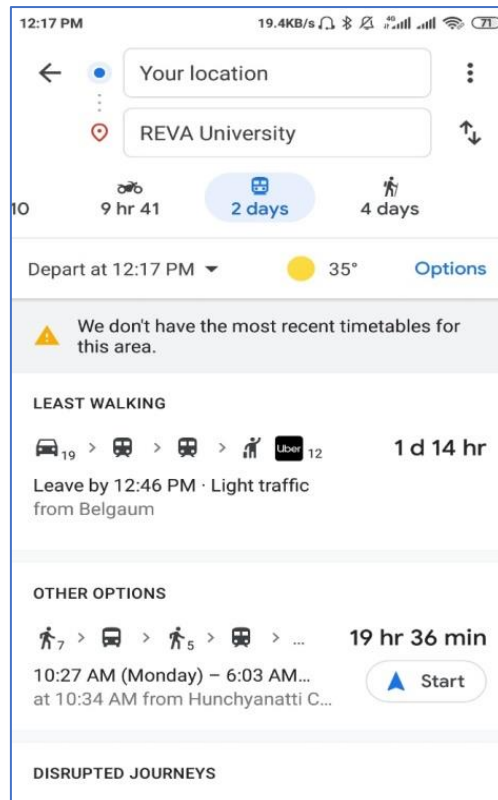 12:17 PM 19.4KB/s 4G 71
Your location
REVA University
10 9 hr 41 2 days 4 days
Depart at 12:17 PM 35° Options
We don't have the most recent timetables for
this area.
LEAST WALKING
19 > > > Uber 12 1 d 14 hr
Leave by 12:46 PM · Light traffic
from Belgaum
OTHER OPTIONS
7 > > 5 > > ... 19 hr 36 min
10:27 AM (Monday) – 6:03 AM...
Start
at 10:34 AM from Hunchyanatti C...
DISRUPTED JOURNEYS